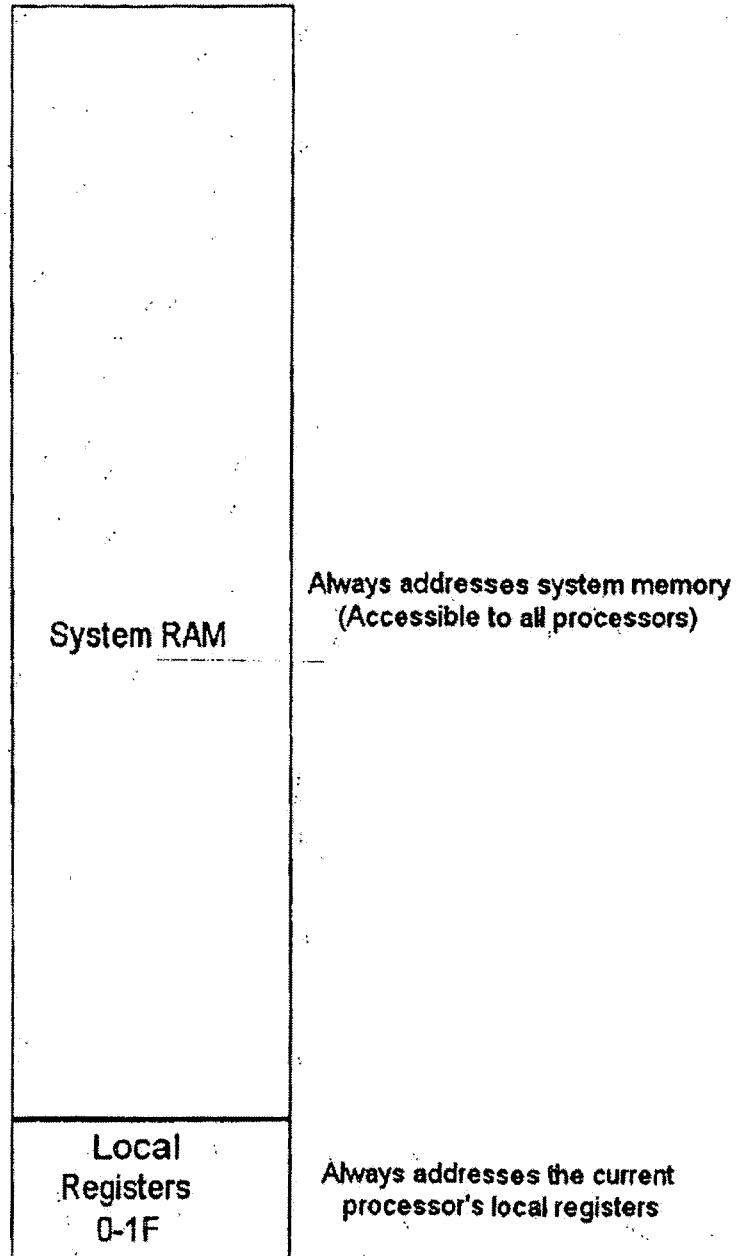 Always addresses system memory
(Accessible to all processors)
System RAM
Local
Registers
0-1F
Always addresses the current
processor's local registers